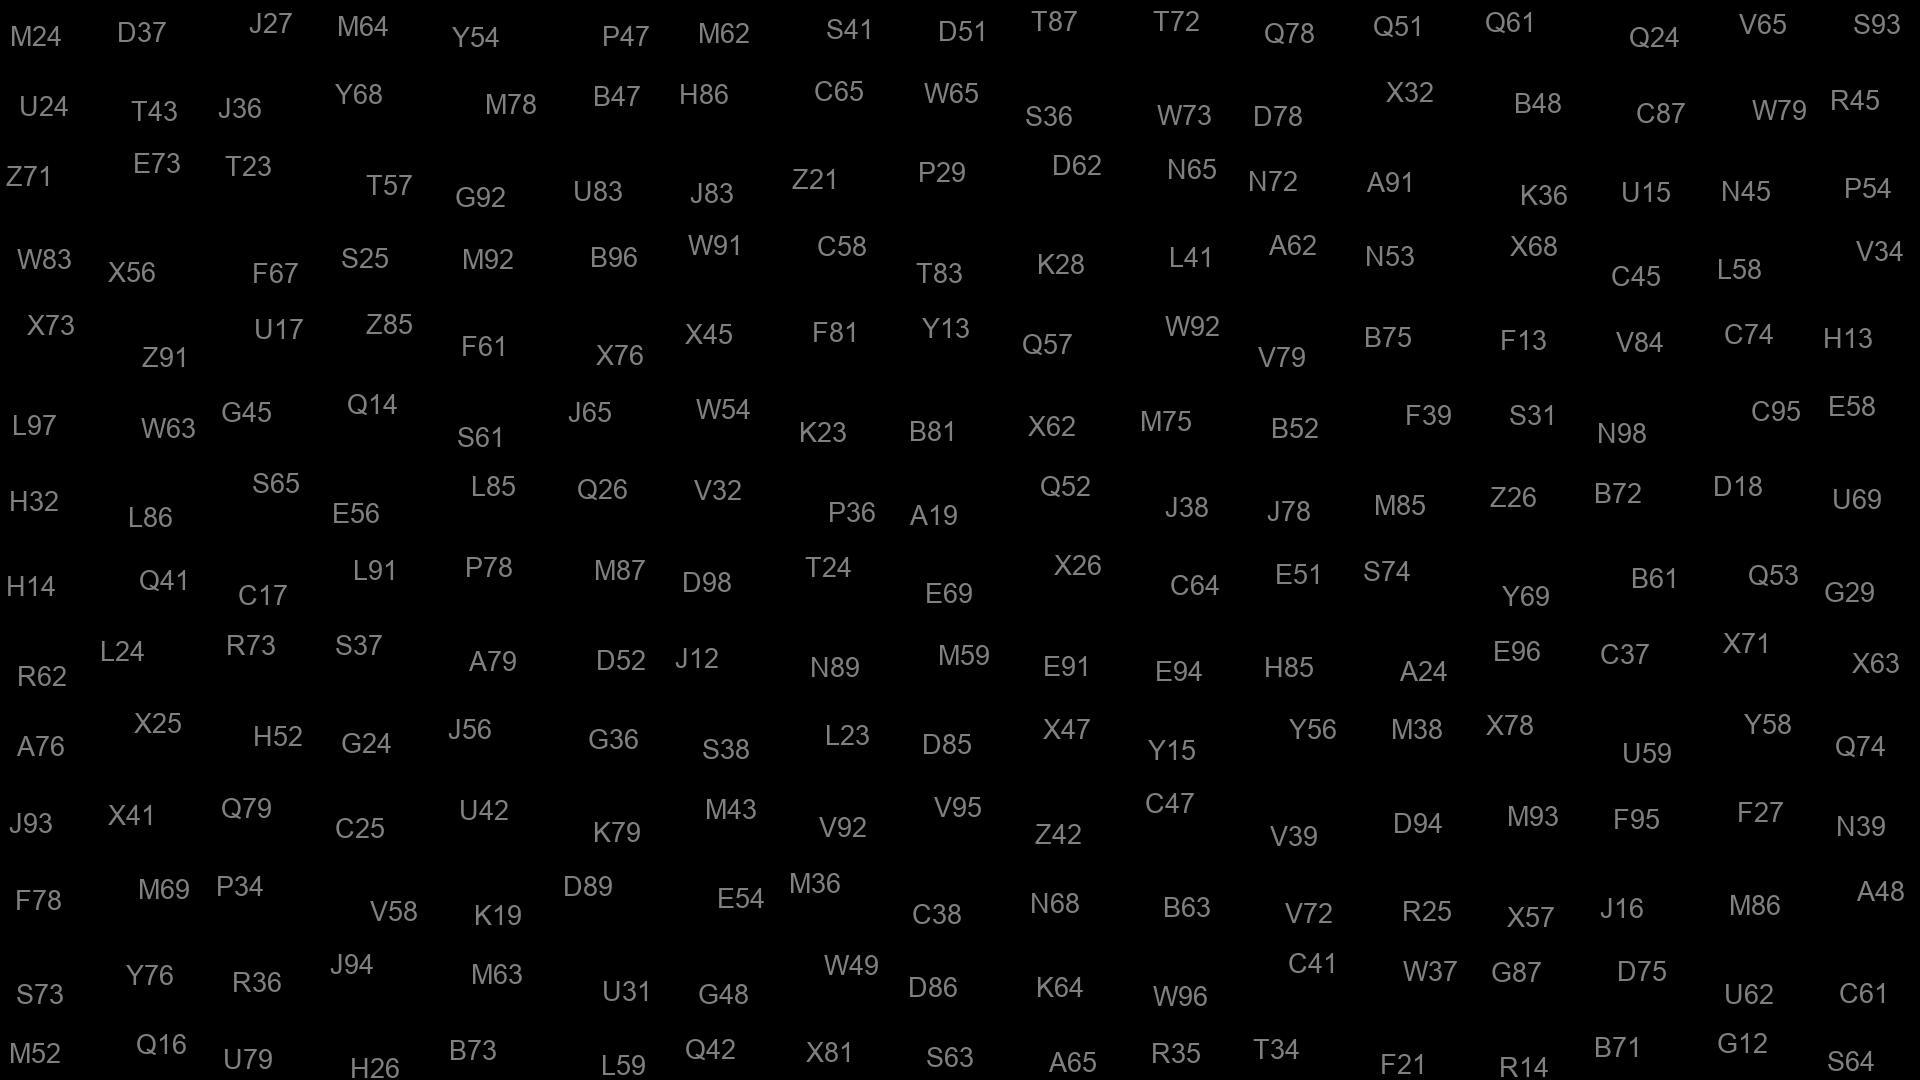 M24 D37 J27 M64 Y54 P47 M62 S41 D51 T87 T72 Q78 Q51 Q61 Q24 V65 S93
U24 T43 J36 Y68 M78 B47 H86 C65 W65 S36 W73 D78 X32 B48 C87 W79 R45
Z71 E73 T23 T57 G92 U83 J83 Z21 P29 D62 N65 N72 A91 K36 U15 N45 P54
W83 X56 F67 S25 M92 B96 W91 C58 T83 K28 L41 A62 N53 X68 C45 L58 V34
X73 Z91 U17 Z85 F61 X76 X45 F81 Y13 Q57 W92 V79 B75 F13 V84 C74 H13
L97 W63 G45 Q14 S61 J65 W54 K23 B81 X62 M75 B52 F39 S31 N98 C95 E58
H32 L86 S65 E56 L85 Q26 V32 P36 A19 Q52 J38 J78 M85 Z26 B72 D18 U69
H14 Q41 C17 L91 P78 M87 D98 T24 E69 X26 C64 E51 S74 Y69 B61 Q53 G29
R62 L24 R73 S37 A79 D52 J12 N89 M59 E91 E94 H85 A24 E96 C37 X71 X63
A76 X25 H52 G24 J56 G36 S38 L23 D85 X47 Y15 Y56 M38 X78 U59 Y58 Q74
J93 X41 Q79 C25 U42 K79 M43 V92 V95 Z42 C47 V39 D94 M93 F95 F27 N39
F78 M69 P34 V58 K19 D89 E54 M36 C38 N68 B63 V72 R25 X57 J16 M86 A48
S73 Y76 R36 J94 M63 U31 G48 W49 D86 K64 W96 C41 W37 G87 D75 U62 C61
M52 Q16 U79 H26 B73 L59 Q42 X81 S63 A65 R35 T34 F21 R14 B71 G12 S64